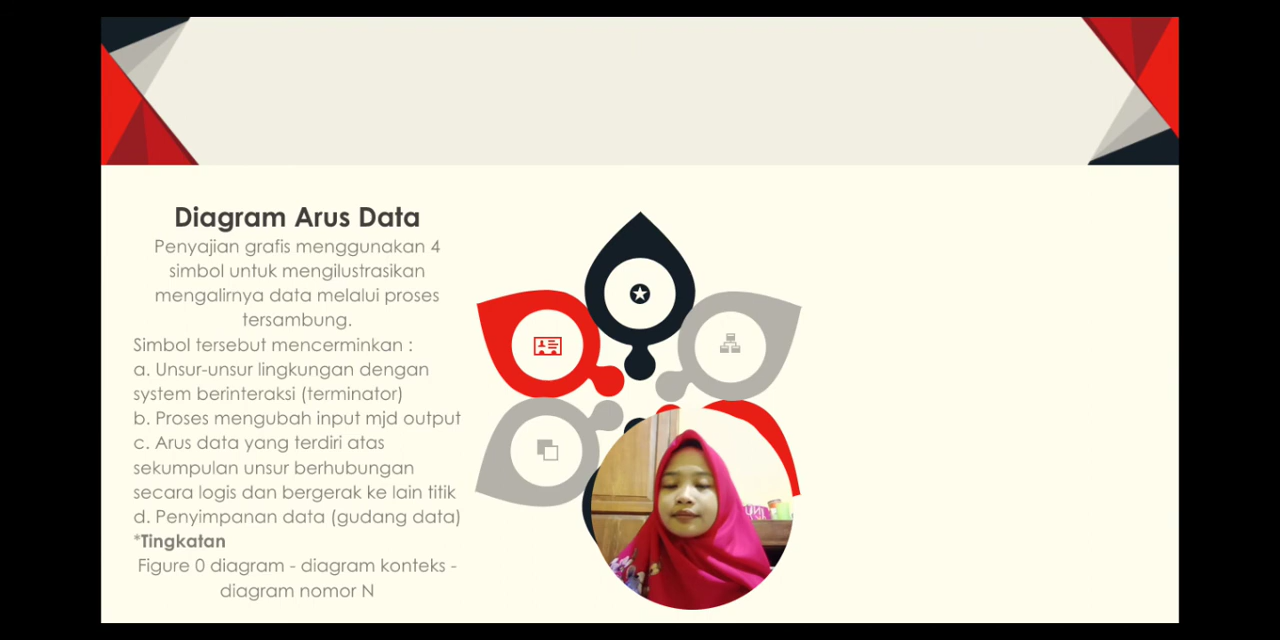 Diagram Arus Data
Penyajian grafis menggunakan 4
simbol untuk mengilustrasikan
mengalirnya data melalui proses
tersambung.
Simbol tersebut mencerminkan :
a. Unsur-unsur lingkungan dengan
system berinteraksi (terminator)
b. Proses mengubah input mjd output
c. Arus data yang terdiri atas
sekumpulan unsur berhubungan
secara logis dan bergerak ke lain titik
d. Penyimpanan data (gudang data)
*Tingkatan
Figure 0 diagram - diagram konteks -
diagram nomor N